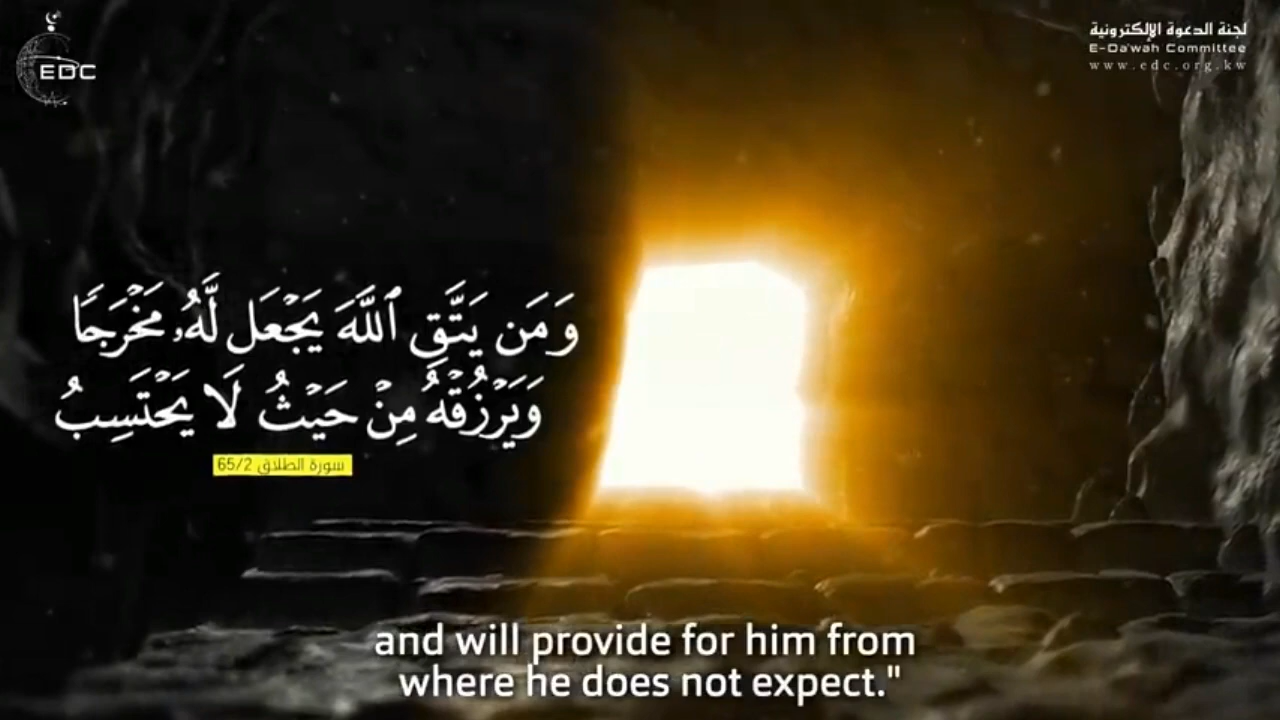 EDC
لجنة الدعوة الإلكترونية
E-Da'wah Committee
www.edc.org.kw
وَمَن يَتَّقِ ٱللَّهَ يَجْعَل لَّهُۥ مَخْرَجًا
وَيَرْزُقْهُ مِنْ حَيْثُ لَا يَحْتَسِبُ
سورة الطلاق 65/2
and will provide for him from
where he does not expect."